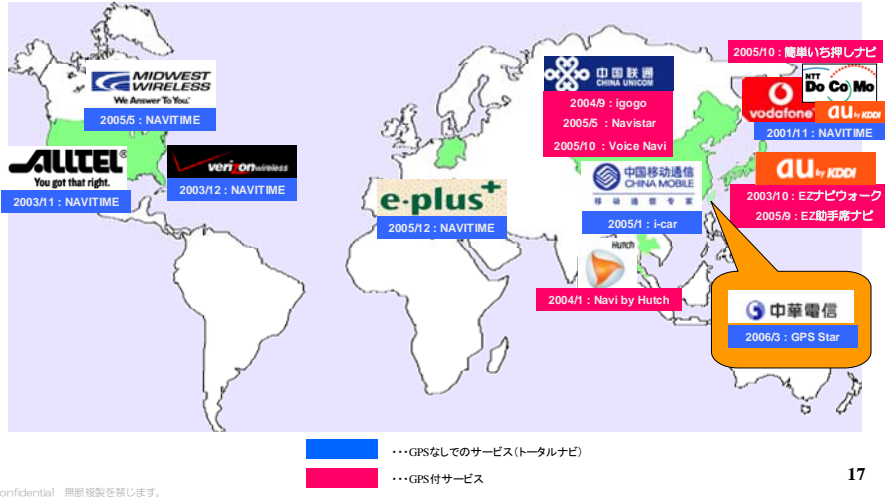 MIDWEST
WIRELESS
We Answer To You.
2005/5 : NAVITIME
ALLTEL®
You got that right.
2003/11 : NAVITIME
verizonwireless
2003/12 : NAVITIME
e-plus+
2005/12 : NAVITIME
中国联通
CHINA UNICOM
2004/9 : igogo
2005/5 : Navistar
2005/10 : Voice Navi
中国移动通信
CHINA MOBILE
移动通信专家
2005/1 : i-car
Hutch
2004/1 : Navi by Hutch
2005/10 : 簡単いち押しナビ
NTT
DoCoMo
vodafone
au by KDDI
2001/11 : NAVITIME
au by KDDI
2003/10 : EZナビウォーク
2005/9 : EZ助手席ナビ
中華電信
2006/3 : GPS Star
・・・GPSなしでのサービス(トータルナビ)
・・・GPS付サービス
17
onfidential 無断複製を禁じます。